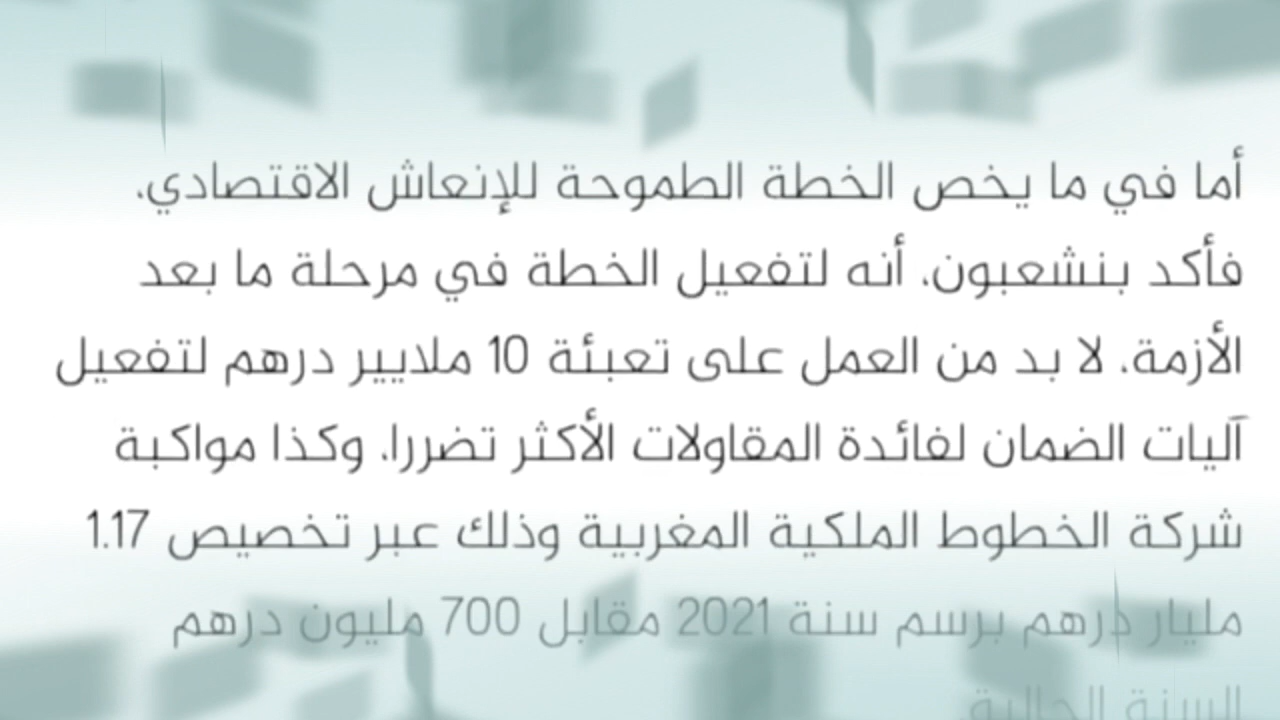 أما في ما يخص الخطة الطموحة للإنعاش الاقتصادي،
فأكد بنشعبون، أنه لتفعيل الخطة في مرحلة ما بعد
الأزمة، لا بد من العمل على تعبئة 10 ملايير درهم لتفعيل
آليات الضمان لفائدة المقاولات الأكثر تضررا، وكذا مواكبة
شركة الخطوط الملكية المغربية وذلك عبر تخصيص 1.17
مليار درهم برسم سنة 2021 مقابل 700 مليون درهم
السنة الحالية